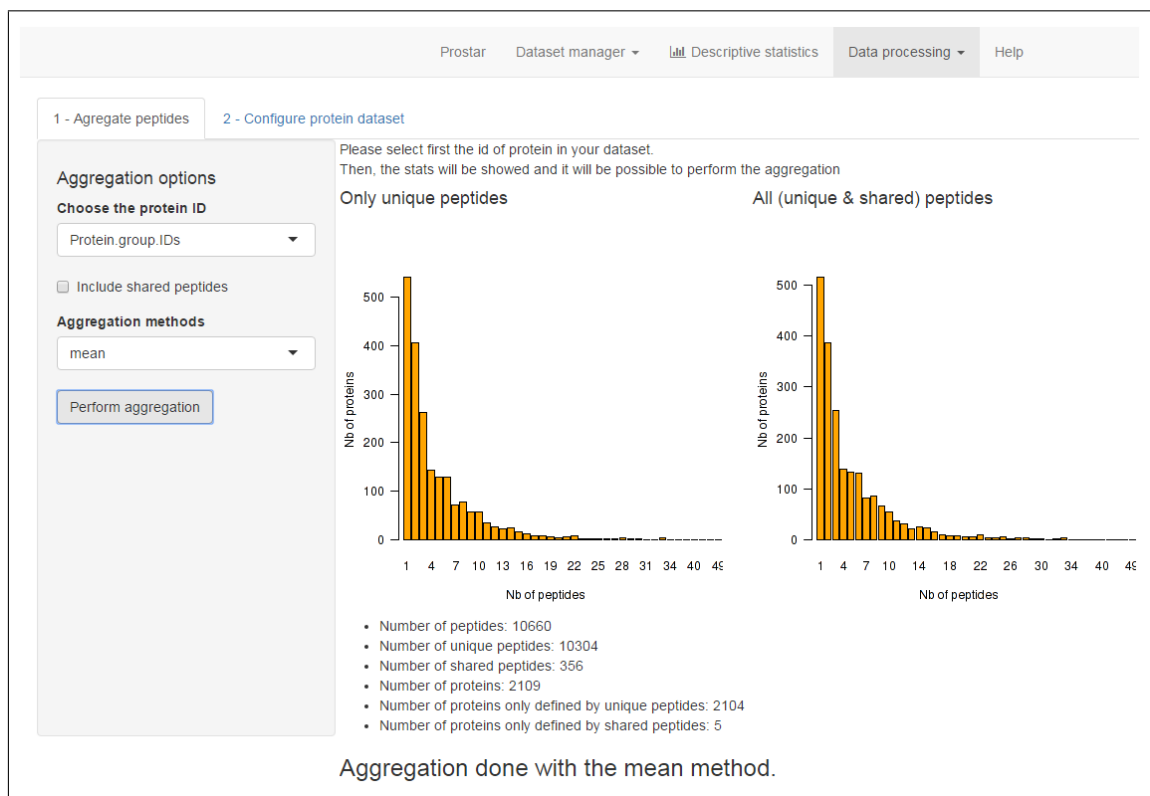 Prostar Dataset manager Descriptive statistics Data processing Help
1 - Agregate peptides 2 - Configure protein dataset
Aggregation options
Choose the protein ID
Protein.group.IDs
Include shared peptides
Aggregation methods
mean
Perform aggregation
Please select first the id of protein in your dataset.
Then, the stats will be showed and it will be possible to perform the aggregation
Only unique peptides
500
400
300
200
100
0
Nb of proteins
1 4 7 10 13 16 19 22 25 28 31 34 40 49
Nb of peptides
All (unique & shared) peptides
500
400
300
200
100
0
Nb of proteins
1 4 7 10 14 18 22 26 30 34 40 49
Nb of peptides
• Number of peptides: 10660
• Number of unique peptides: 10304
• Number of shared peptides: 356
• Number of proteins: 2109
• Number of proteins only defined by unique peptides: 2104
• Number of proteins only defined by shared peptides: 5
Aggregation done with the mean method.